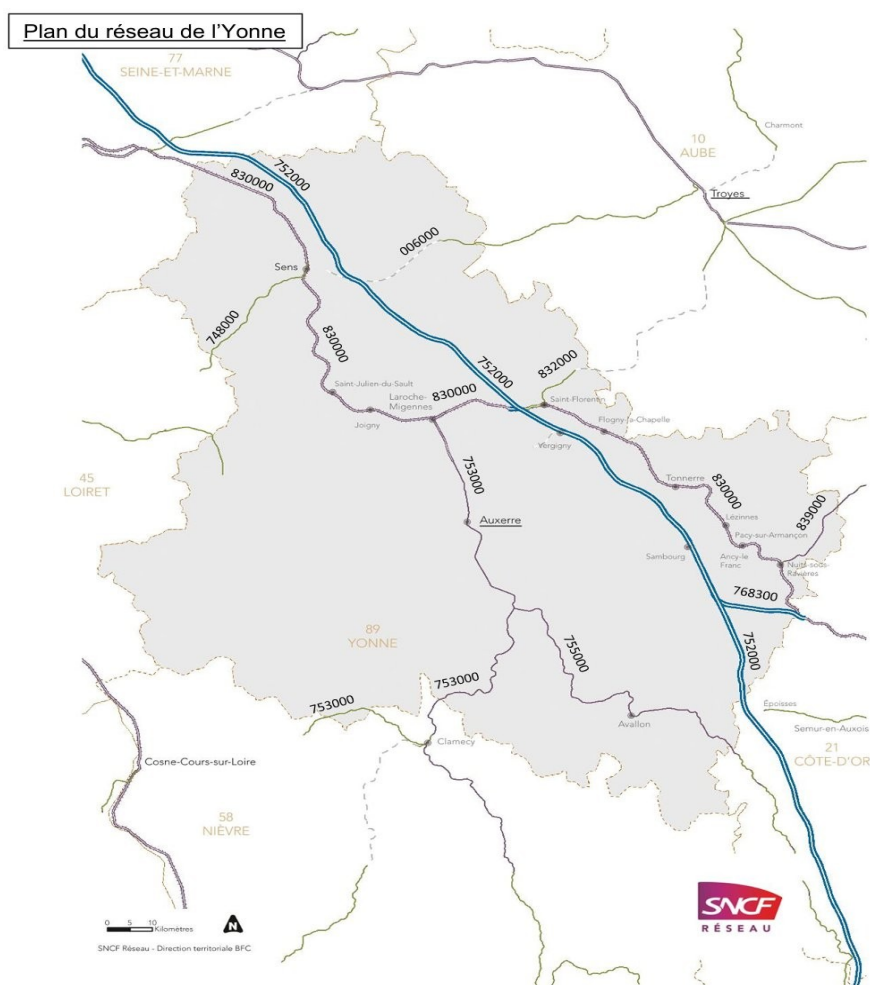 Plan du réseau de l'Yonne
77
SEINE-ET-MARNE
Charmont
10
AUBE
Troyes
830000
752000
006000
Sens
748000
830000
752000
832000
Saint-Julien-du-Sault
Laroche-
Migennes
830000
Saint-Florentin
Joigny
Flogny-la-Chapelle
Vergigny
753000
45
LOIRET
Tonnerre
830000
839000
Auxerre
Lézinnes
Pacy-sur-Armançon
Sambourg
Ancy-le
Franc
Nuits-sous-
Ravières
768300
89
YONNE
755000
752000
753000
753000
Époisses
Avallon
Semur-en-Auxois
Clamecy
21
CÔTE-D'OR
Cosne-Cours-sur-Loire
58
NIÈVRE
SNCF
RÉSEAU
0 5 10
Kilomètres
N
SNCF Réseau - Direction territoriale BFC